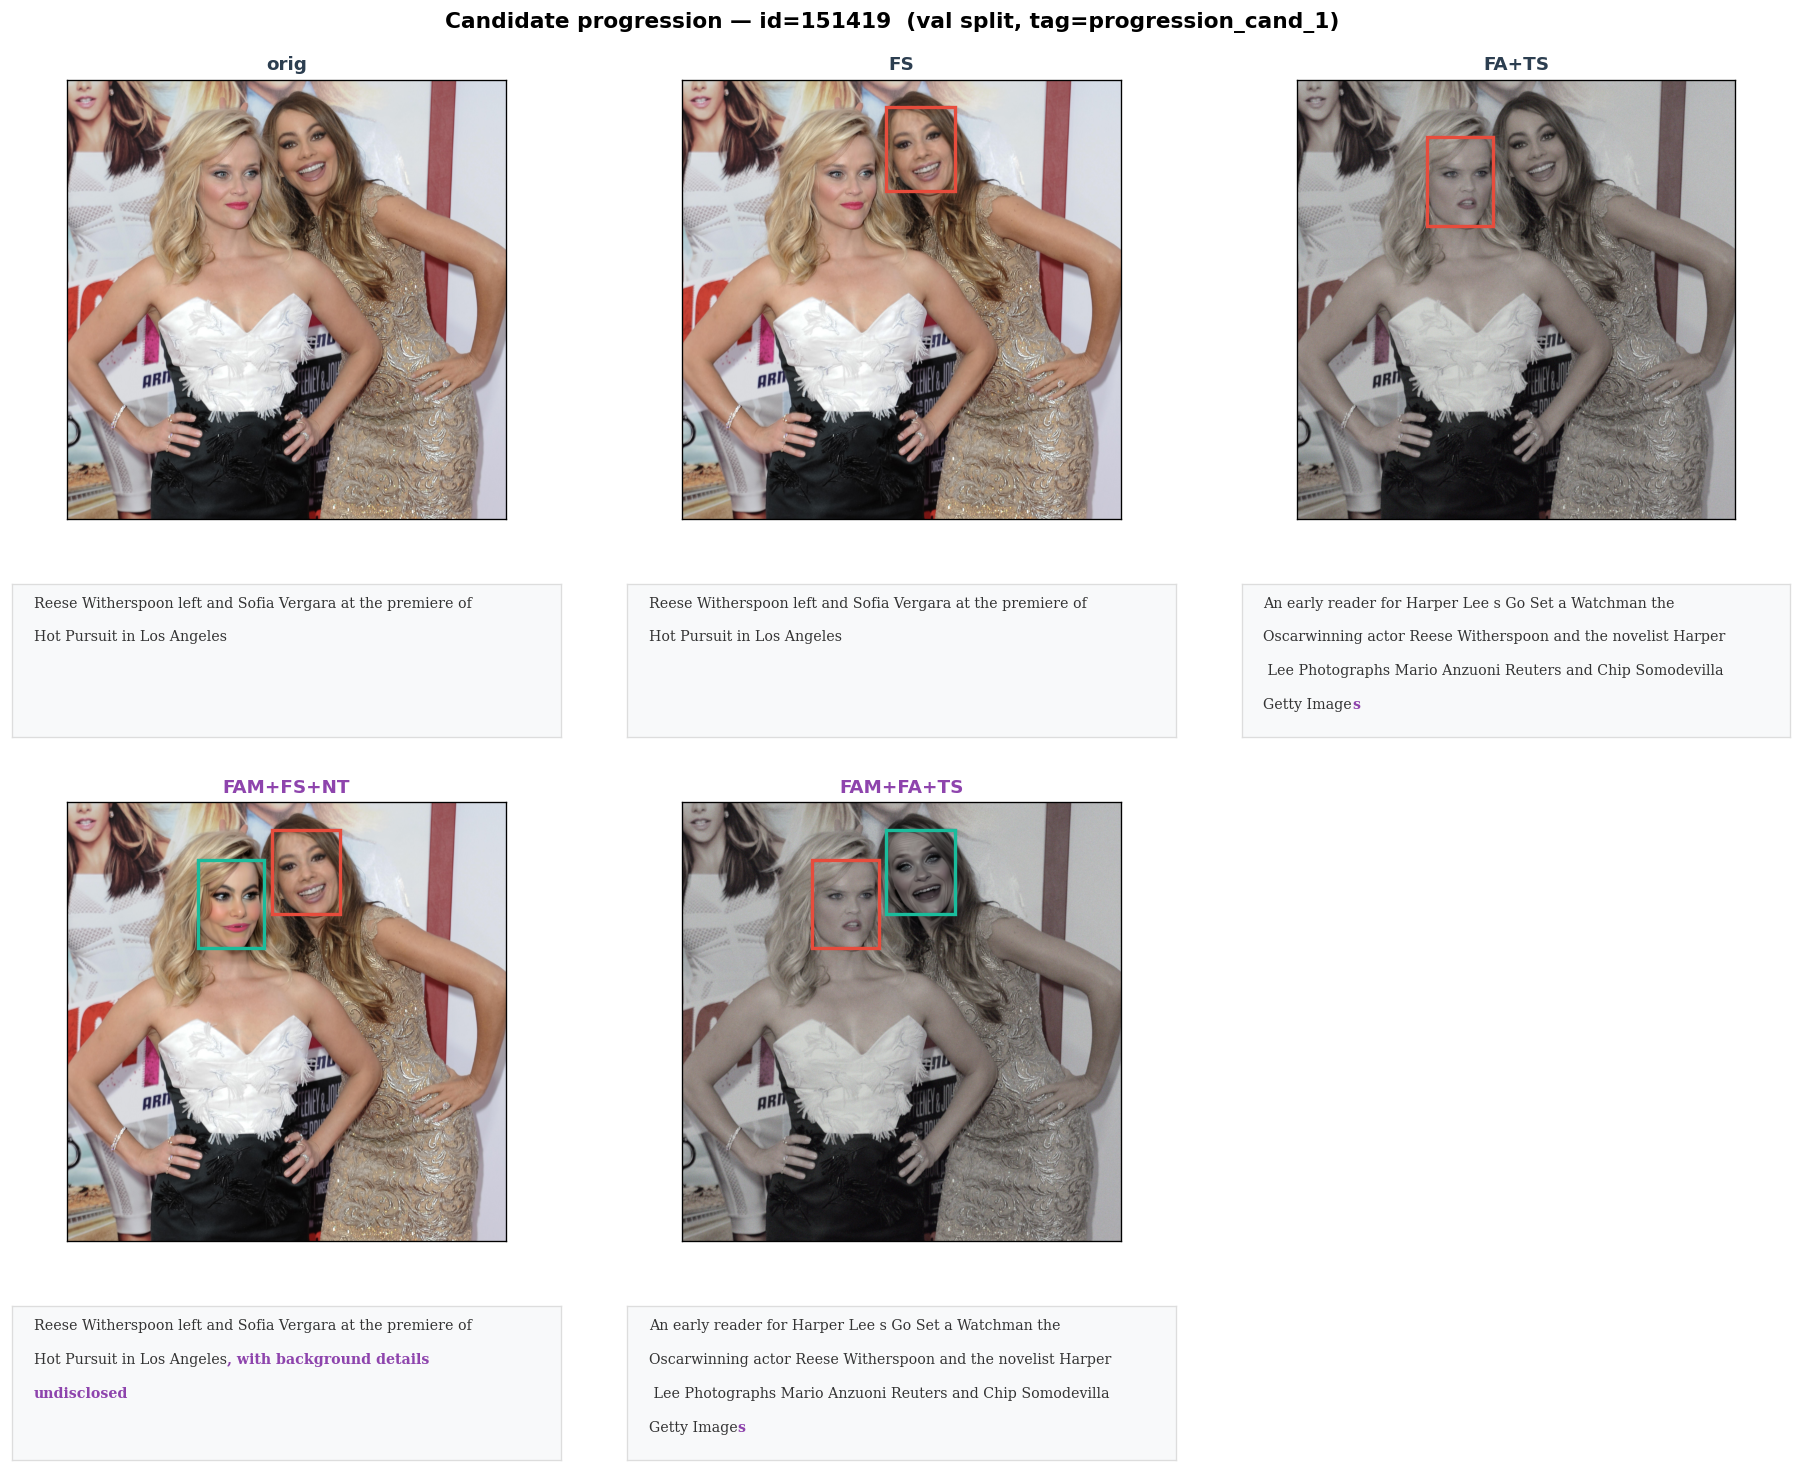 Candidate progression — id=151419  (val split, tag=progression_cand_1)
orig
FS
FA+TS
ARM
LENEY & JOH
Reese Witherspoon left and Sofia Vergara at the premiere of
Hot Pursuit in Los Angeles
Reese Witherspoon left and Sofia Vergara at the premiere of
Hot Pursuit in Los Angeles
An early reader for Harper Lee s Go Set a Watchman the
Oscarwinning actor Reese Witherspoon and the novelist Harper
Lee Photographs Mario Anzuoni Reuters and Chip Somodevilla
Getty Images
FAM+FS+NT
FAM+FA+TS
Reese Witherspoon left and Sofia Vergara at the premiere of
Hot Pursuit in Los Angeles, with background details
undisclosed
An early reader for Harper Lee s Go Set a Watchman the
Oscarwinning actor Reese Witherspoon and the novelist Harper
Lee Photographs Mario Anzuoni Reuters and Chip Somodevilla
Getty Images